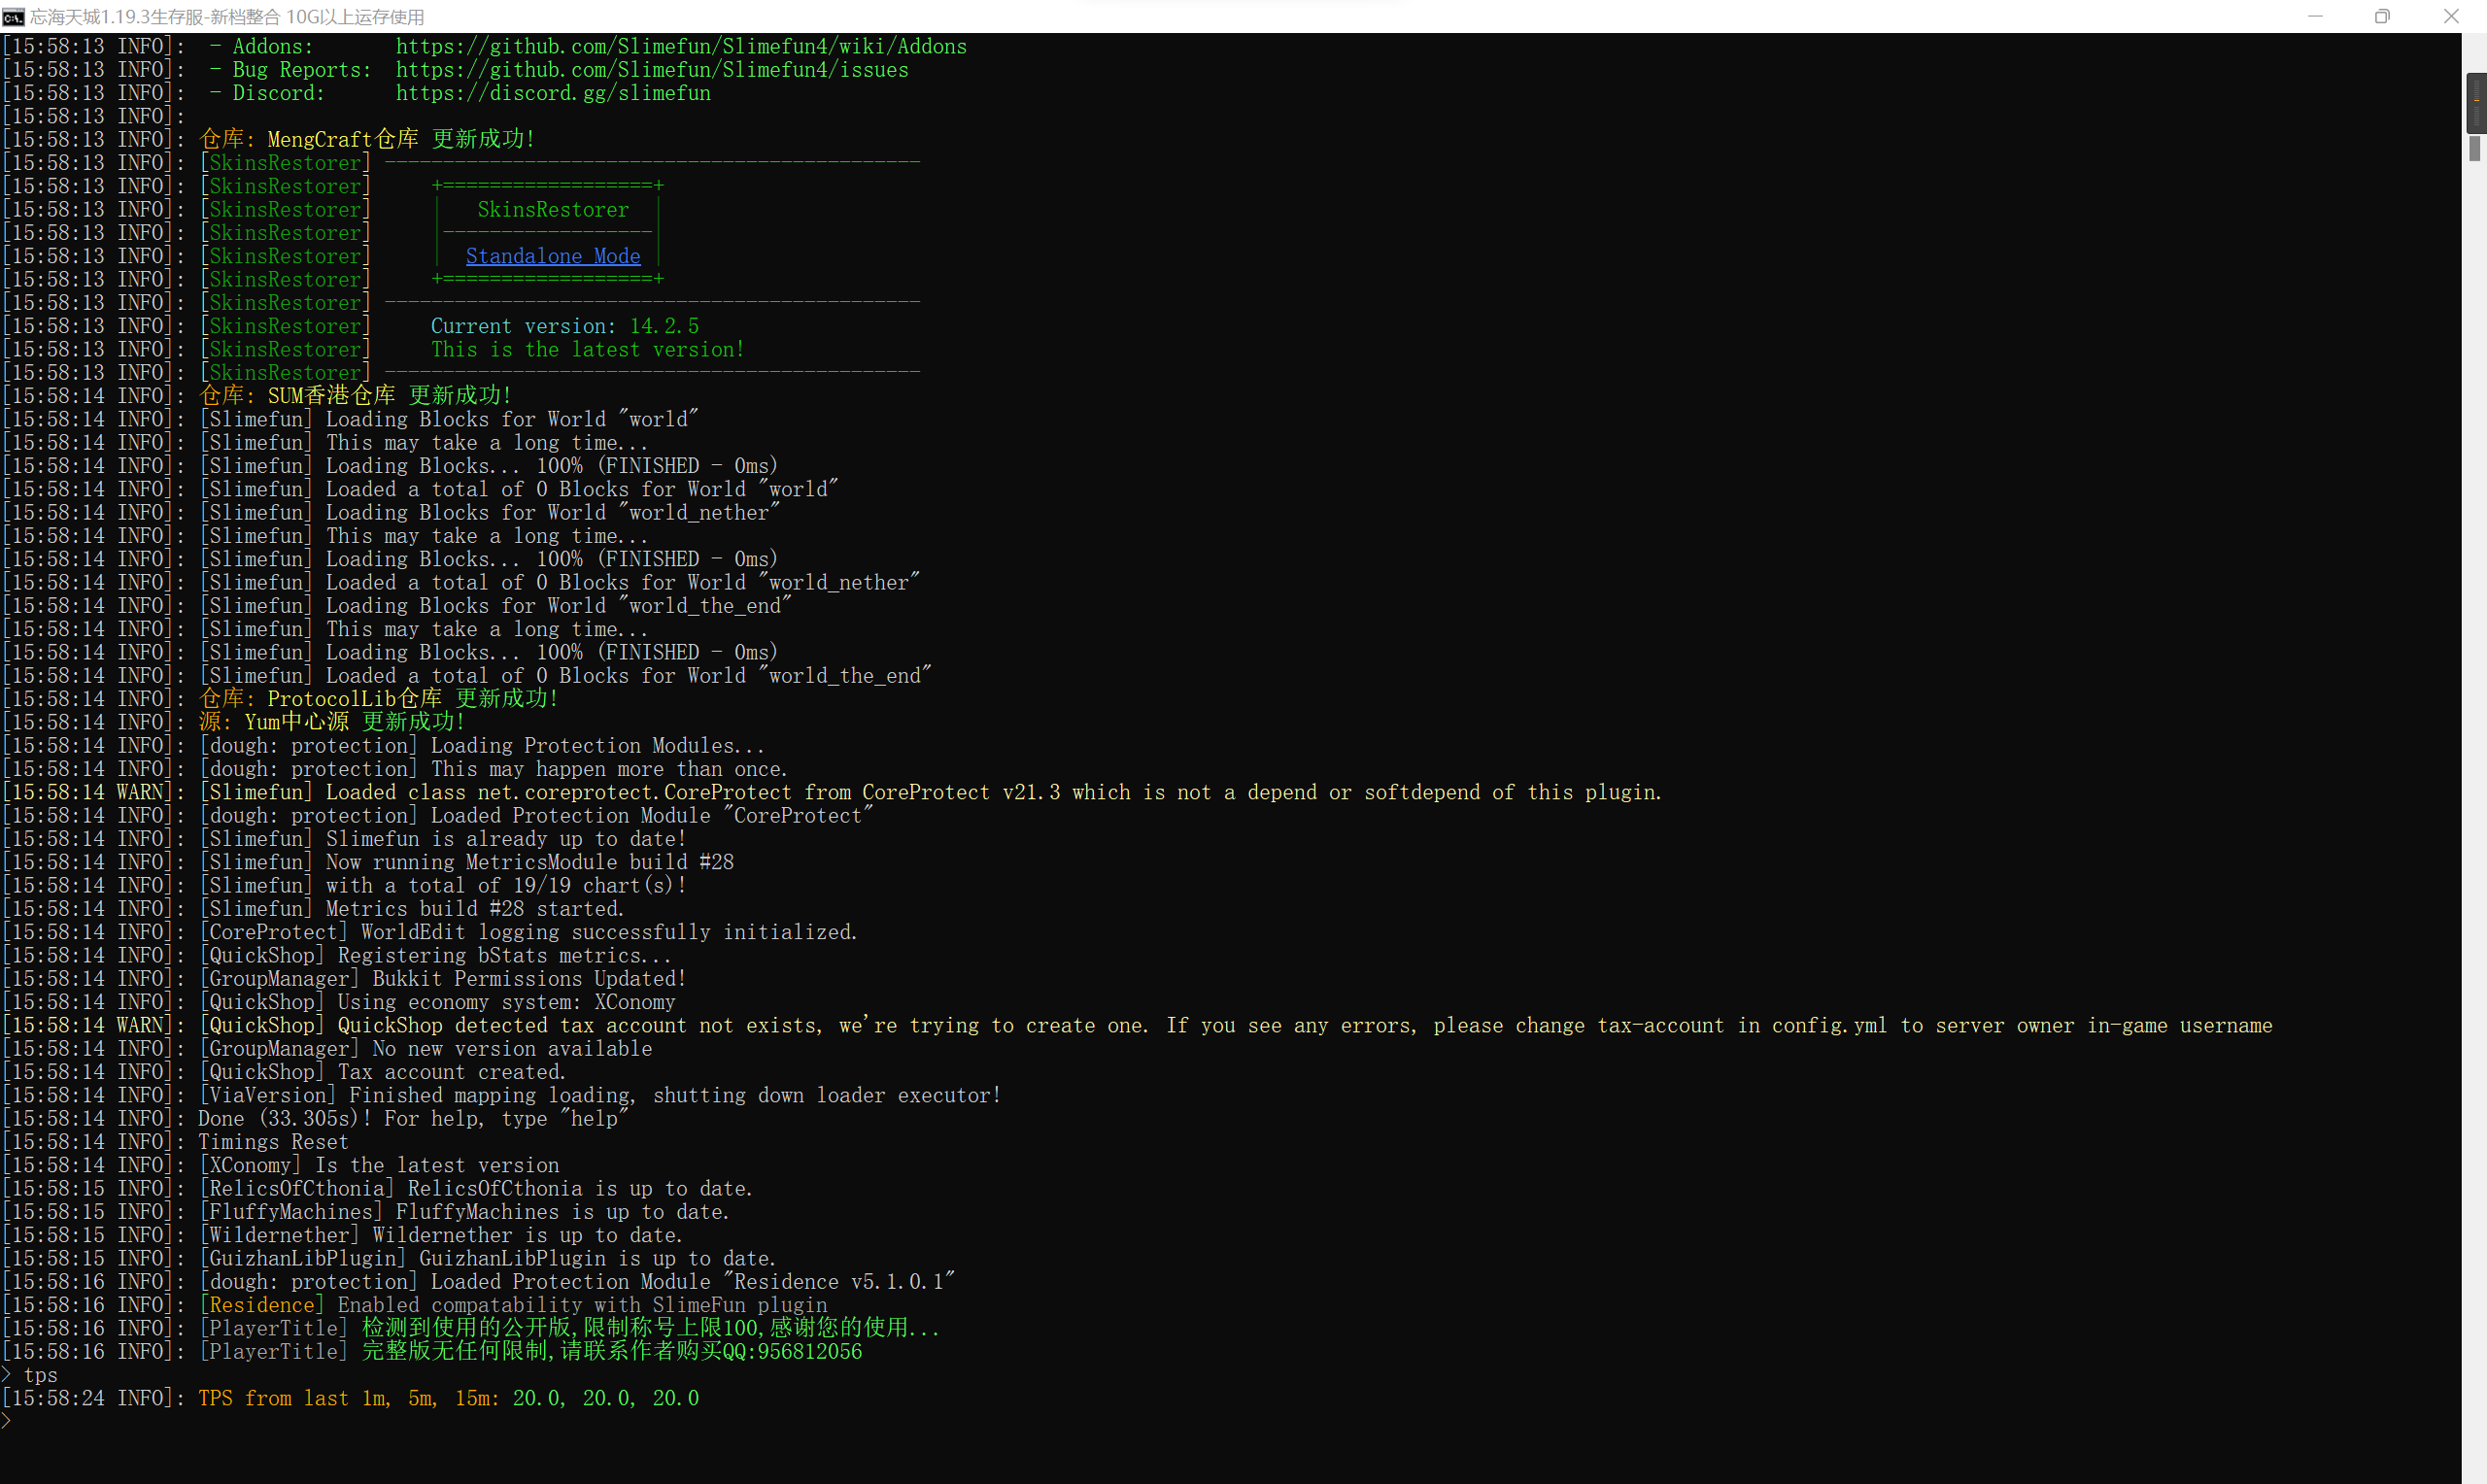 忘海天城1.19.3生存服-新档整合 10G以上运存使用
[15:58:13 INFO]:  - Addons:       https://github.com/Slimefun/Slimefun4/wiki/Addons
[15:58:13 INFO]:  - Bug Reports:  https://github.com/Slimefun/Slimefun4/issues
[15:58:13 INFO]:  - Discord:      https://discord.gg/slimefun
[15:58:13 INFO]:
[15:58:13 INFO]: 仓库: MengCraft仓库 更新成功!
[15:58:13 INFO]: [SkinsRestorer] ----------------------------------------------
[15:58:13 INFO]: [SkinsRestorer]     +==================+
[15:58:13 INFO]: [SkinsRestorer]     |   SkinsRestorer  |
[15:58:13 INFO]: [SkinsRestorer]     |------------------|
[15:58:13 INFO]: [SkinsRestorer]     |  Standalone Mode |
[15:58:13 INFO]: [SkinsRestorer]     +==================+
[15:58:13 INFO]: [SkinsRestorer] ----------------------------------------------
[15:58:13 INFO]: [SkinsRestorer]     Current version: 14.2.5
[15:58:13 INFO]: [SkinsRestorer]     This is the latest version!
[15:58:13 INFO]: [SkinsRestorer] ----------------------------------------------
[15:58:14 INFO]: 仓库: SUM香港仓库 更新成功!
[15:58:14 INFO]: [Slimefun] Loading Blocks for World "world"
[15:58:14 INFO]: [Slimefun] This may take a long time...
[15:58:14 INFO]: [Slimefun] Loading Blocks... 100% (FINISHED - 0ms)
[15:58:14 INFO]: [Slimefun] Loaded a total of 0 Blocks for World "world"
[15:58:14 INFO]: [Slimefun] Loading Blocks for World "world_nether"
[15:58:14 INFO]: [Slimefun] This may take a long time...
[15:58:14 INFO]: [Slimefun] Loading Blocks... 100% (FINISHED - 0ms)
[15:58:14 INFO]: [Slimefun] Loaded a total of 0 Blocks for World "world_nether"
[15:58:14 INFO]: [Slimefun] Loading Blocks for World "world_the_end"
[15:58:14 INFO]: [Slimefun] This may take a long time...
[15:58:14 INFO]: [Slimefun] Loading Blocks... 100% (FINISHED - 0ms)
[15:58:14 INFO]: [Slimefun] Loaded a total of 0 Blocks for World "world_the_end"
[15:58:14 INFO]: 仓库: ProtocolLib仓库 更新成功!
[15:58:14 INFO]: 源: Yum中心源 更新成功!
[15:58:14 INFO]: [dough: protection] Loading Protection Modules...
[15:58:14 INFO]: [dough: protection] This may happen more than once.
[15:58:14 WARN]: [Slimefun] Loaded class net.coreprotect.CoreProtect from CoreProtect v21.3 which is not a depend or softdepend of this plugin.
[15:58:14 INFO]: [dough: protection] Loaded Protection Module "CoreProtect"
[15:58:14 INFO]: [Slimefun] Slimefun is already up to date!
[15:58:14 INFO]: [Slimefun] Now running MetricsModule build #28
[15:58:14 INFO]: [Slimefun] with a total of 19/19 chart(s)!
[15:58:14 INFO]: [Slimefun] Metrics build #28 started.
[15:58:14 INFO]: [CoreProtect] WorldEdit logging successfully initialized.
[15:58:14 INFO]: [QuickShop] Registering bStats metrics...
[15:58:14 INFO]: [GroupManager] Bukkit Permissions Updated!
[15:58:14 INFO]: [QuickShop] Using economy system: XConomy
[15:58:14 WARN]: [QuickShop] QuickShop detected tax account not exists, we're trying to create one. If you see any errors, please change tax-account in config.yml to server owner in-game username
[15:58:14 INFO]: [GroupManager] No new version available
[15:58:14 INFO]: [QuickShop] Tax account created.
[15:58:14 INFO]: [ViaVersion] Finished mapping loading, shutting down loader executor!
[15:58:14 INFO]: Done (33.305s)! For help, type "help"
[15:58:14 INFO]: Timings Reset
[15:58:14 INFO]: [XConomy] Is the latest version
[15:58:15 INFO]: [RelicsOfCthonia] RelicsOfCthonia is up to date.
[15:58:15 INFO]: [FluffyMachines] FluffyMachines is up to date.
[15:58:15 INFO]: [Wildernether] Wildernether is up to date.
[15:58:15 INFO]: [GuizhanLibPlugin] GuizhanLibPlugin is up to date.
[15:58:16 INFO]: [dough: protection] Loaded Protection Module "Residence v5.1.0.1"
[15:58:16 INFO]: [Residence] Enabled compatability with SlimeFun plugin
[15:58:16 INFO]: [PlayerTitle] 检测到使用的公开版,限制称号上限100,感谢您的使用...
[15:58:16 INFO]: [PlayerTitle] 完整版无任何限制,请联系作者购买QQ:956812056
> tps
[15:58:24 INFO]: TPS from last 1m, 5m, 15m: 20.0, 20.0, 20.0
>